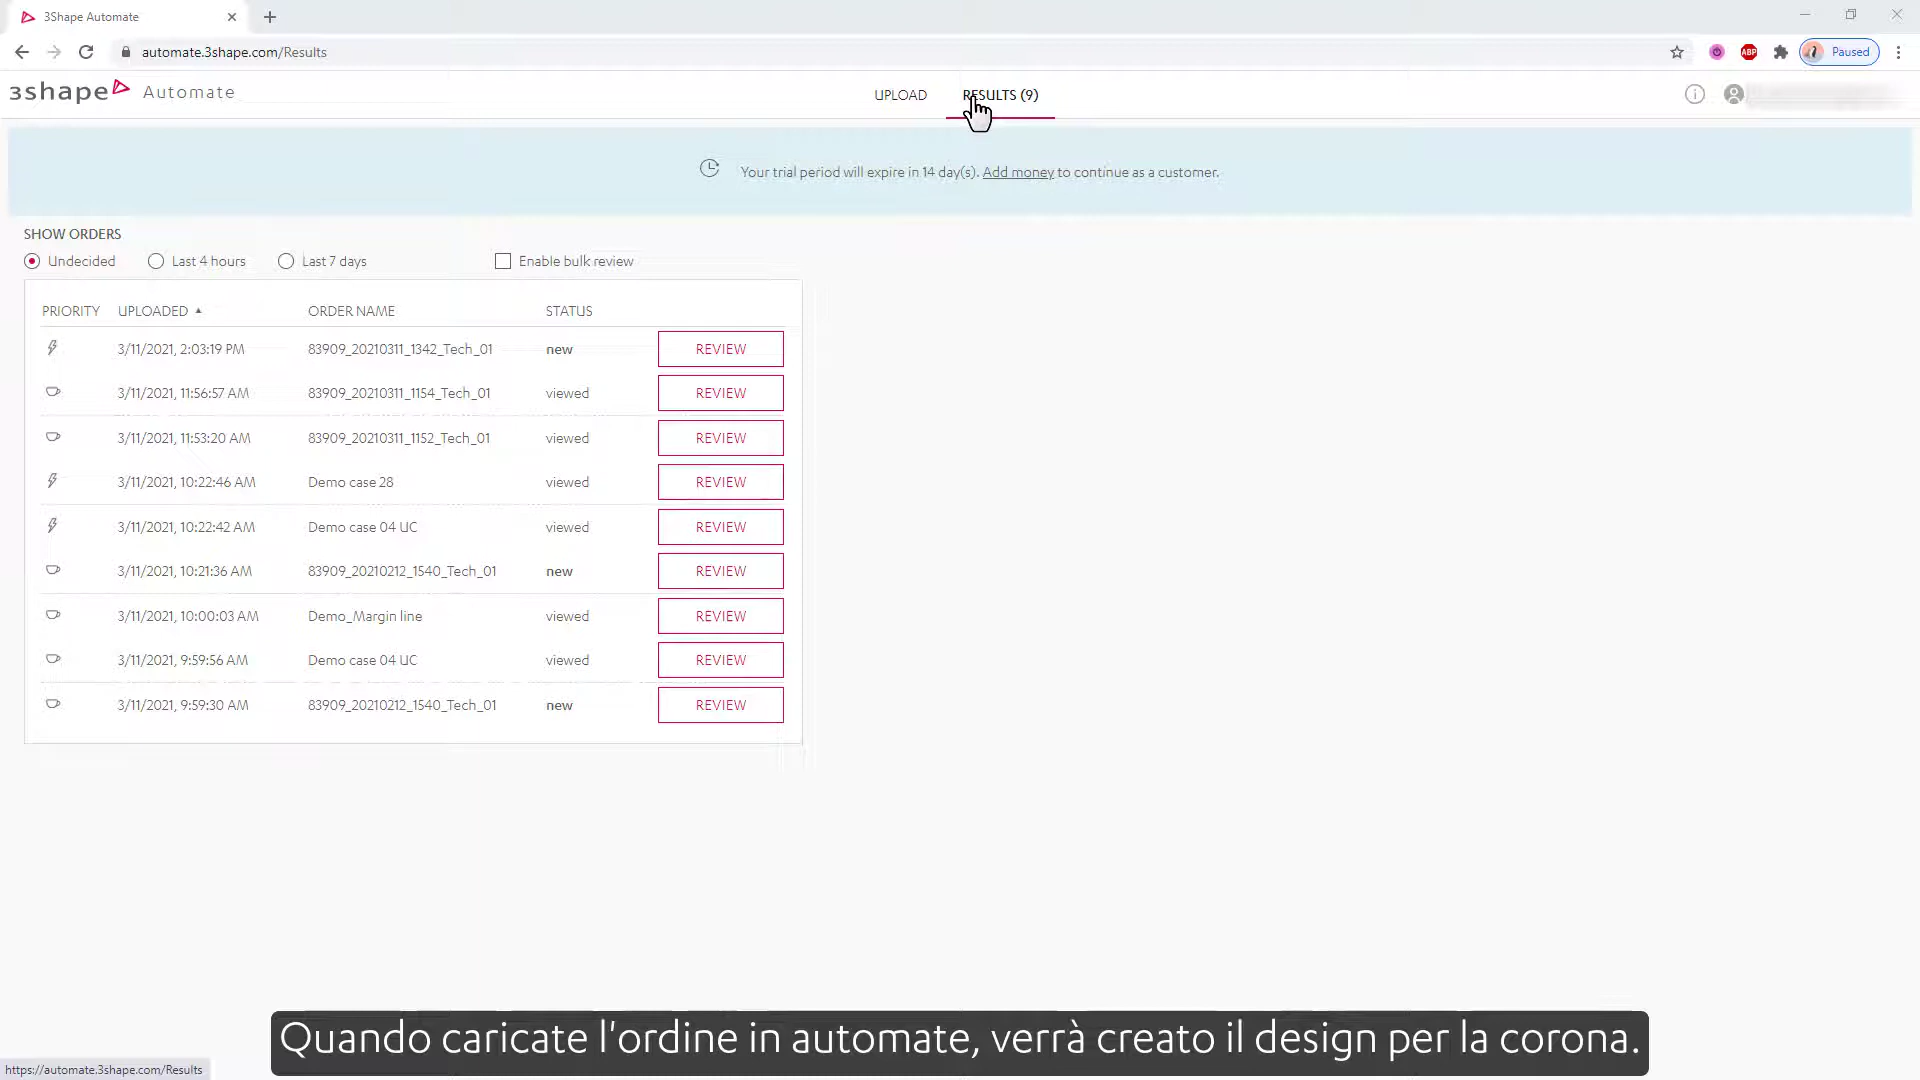 3Shape Automate
automate.3shape.com/Results
ABP
Paused
3shape Automate
UPLOAD
RESULTS (9)
Your trial period will expire in 14 day(s). Add money to continue as a customer.
SHOW ORDERS
Undecided Last 4 hours Last 7 days Enable bulk review
PRIORITY UPLOADED ORDER NAME STATUS
3/11/2021, 2:03:19 PM 83909_20210311_1342_Tech_01 new REVIEW
3/11/2021, 11:56:57 AM 83909_20210311_1154_Tech_01 viewed REVIEW
3/11/2021, 11:53:20 AM 83909_20210311_1152_Tech_01 viewed REVIEW
3/11/2021, 10:22:46 AM Demo case 28 viewed REVIEW
3/11/2021, 10:22:42 AM Demo case 04 UC viewed REVIEW
3/11/2021, 10:21:36 AM 83909_20210212_1540_Tech_01 new REVIEW
3/11/2021, 10:00:03 AM Demo_Margin line viewed REVIEW
3/11/2021, 9:59:56 AM Demo case 04 UC viewed REVIEW
3/11/2021, 9:59:30 AM 83909_20210212_1540_Tech_01 new REVIEW
Quando caricate l'ordine in automate, verrà creato il design per la corona.
https://automate.3shape.com/Results